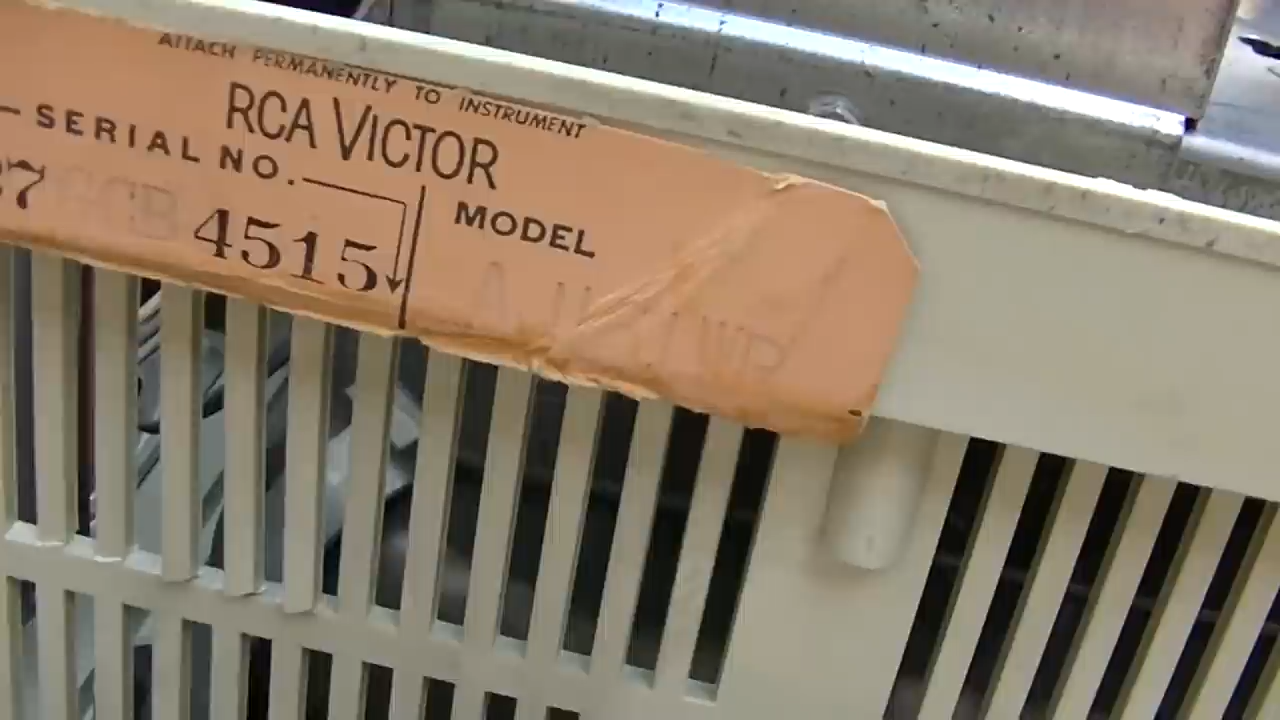 ATTACH PERMANENTLY TO INSTRUMENT
RCA VICTOR
SERIAL NO.
MODEL
4515